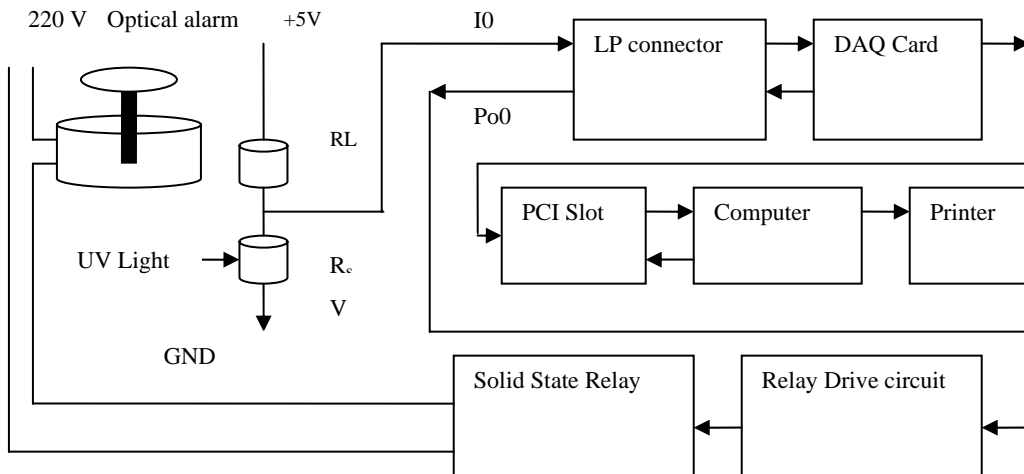 220 V Optical alarm +5V I0
LP connector
DAQ Card
Po0
RL
PCI Slot
Computer
Printer
UV Light
V
GND
Solid State Relay
Relay Drive circuit